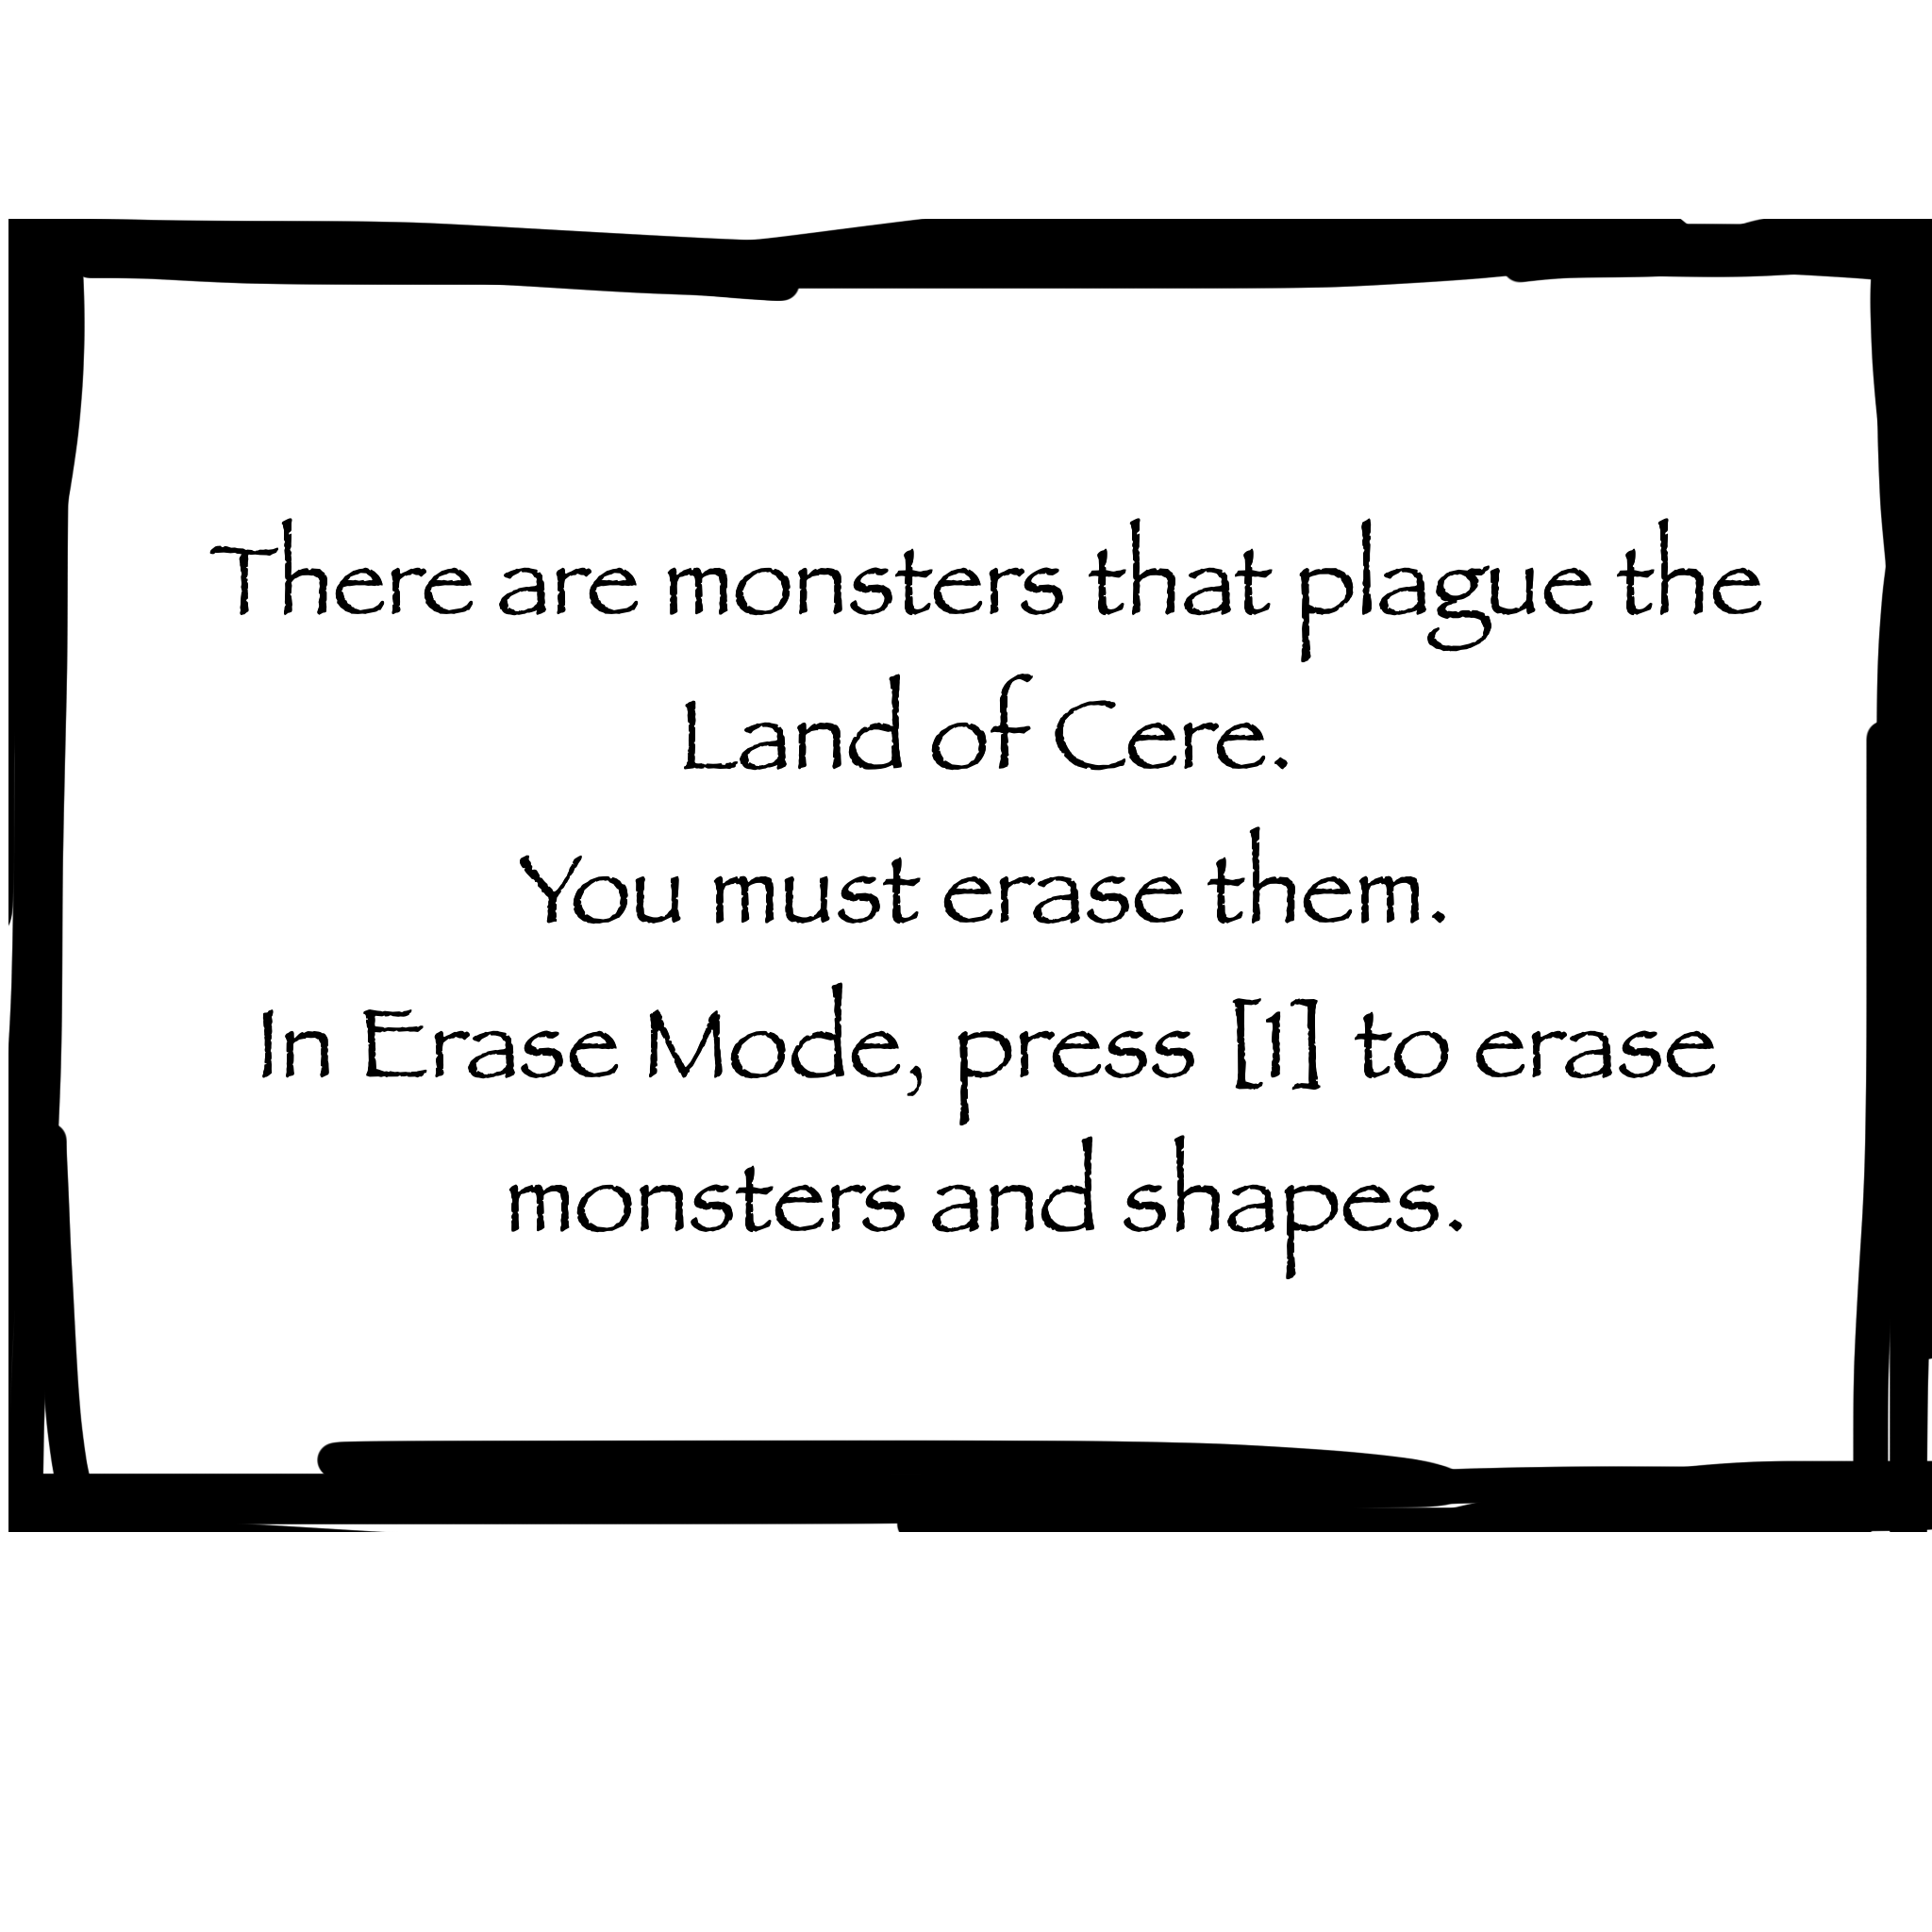 There are monsters that plague the
Land of Cere.
You must erase them.
In Erase Mode, press [1] to erase
monsters and shapes.